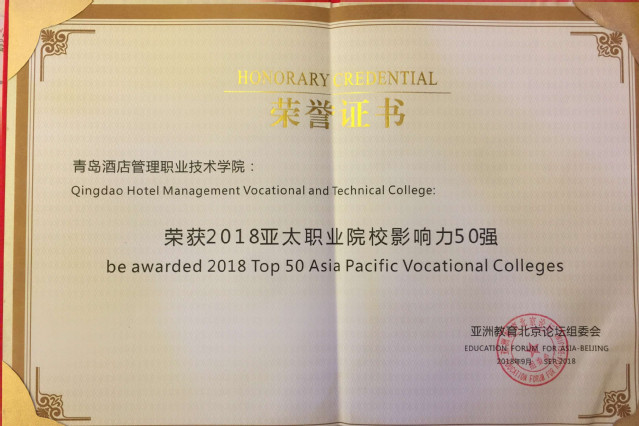 HONORARY CREDENTIAL
荣誉证书
青岛酒店管理职业技术学院：
Qingdao Hotel Management Vocational and Technical College:
荣获2018亚太职业院校影响力50强
be awarded 2018 Top 50 Asia Pacific Vocational Colleges
亚洲教育北京论坛组委会
EDUCATION FORUM FOR ASIA-BEIJING
2018年9月 SEP.2018